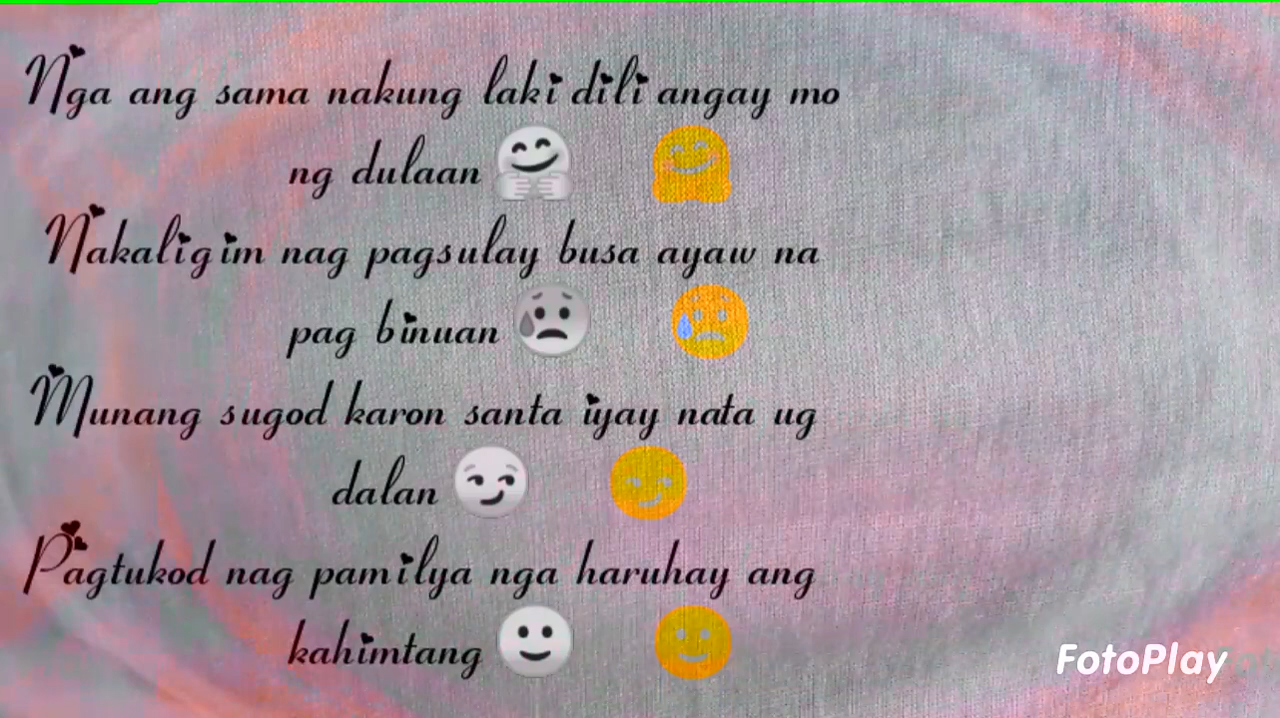 Nga ang sama nakung laki dili angay mo
ng dulaan 🤗 🤗
Nakaligim nag pagsulay busa ayaw na
pag binuan 😥 😥
Munang sugod karon santa iyay nata ug
dalan 😏 😏
Pagtukod nag pamilya nga haruhay ang
kahimtang 🙂 🙂
FotoPlay